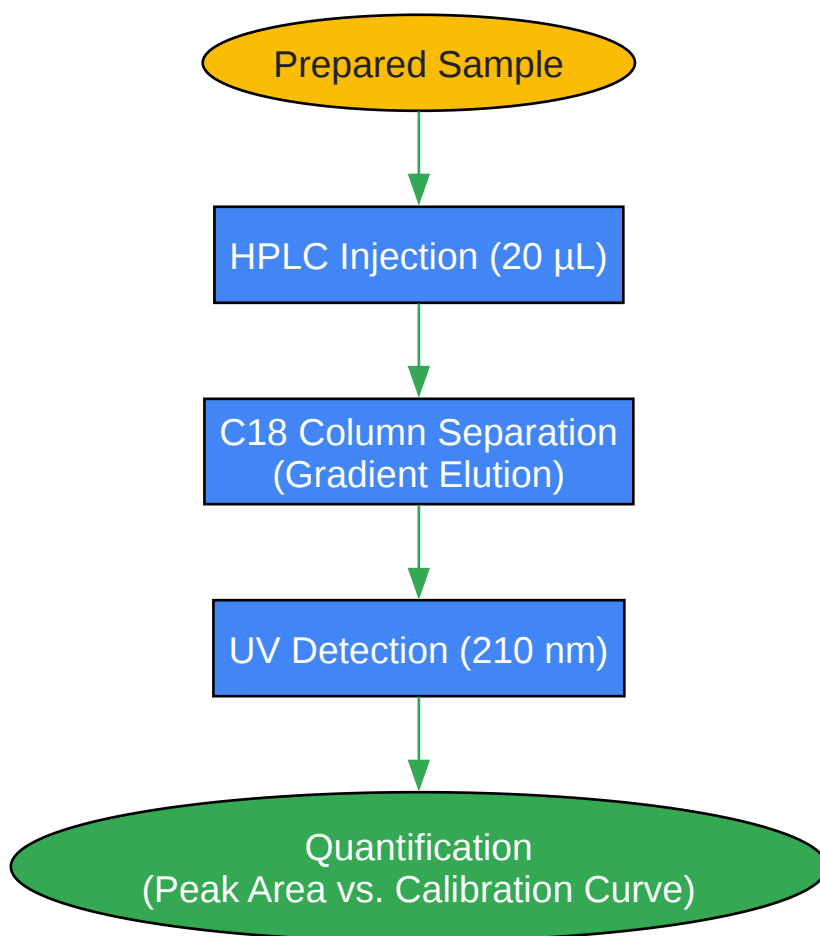 Prepared Sample
HPLC Injection (20 µL)
C18 Column Separation
(Gradient Elution)
UV Detection (210 nm)
Quantification
(Peak Area vs. Calibration Curve)